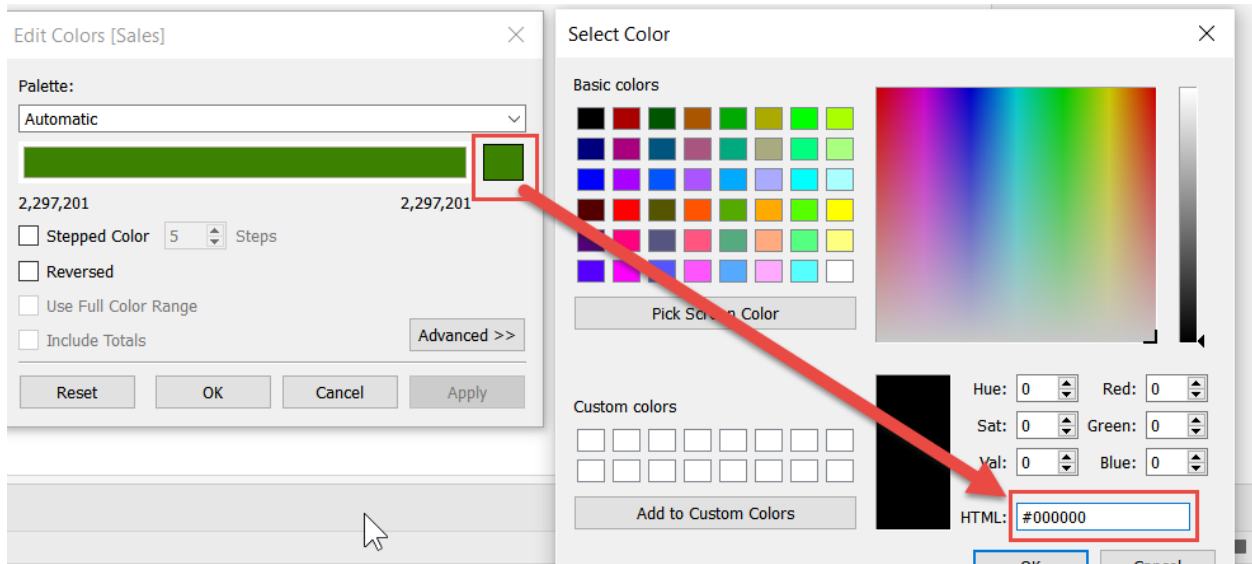 Edit Colors [Sales]
Palette:
Automatic
2,297,201 2,297,201
Stepped Color 5 Steps
Reversed
Use Full Color Range
Include Totals
Advanced >>
Reset OK Cancel Apply
Select Color
Basic colors
Pick Screen Color
Custom colors
Add to Custom Colors
Hue: 0 Red: 0
Sat: 0 Green: 0
Val: 0 Blue: 0
HTML: #000000
OK Cancel